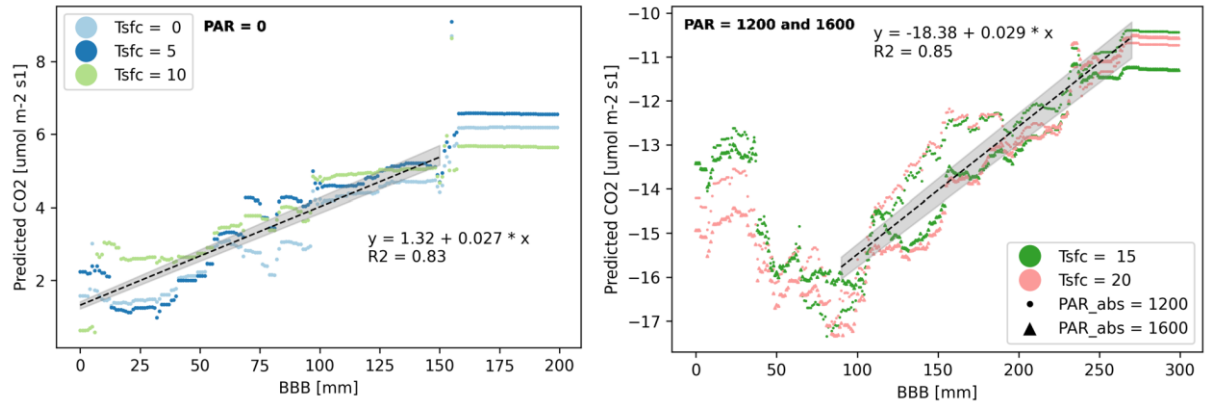 Tsfc = 0
Tsfc = 5
Tsfc = 10
PAR = 0
y = 1.32 + 0.027 * x
R2 = 0.83
Predicted CO2 [umol m-2 s1]
8
6
4
2
0
25
50
75
100
125
150
175
200
BBB [mm]
PAR = 1200 and 1600
y = -18.38 + 0.029 * x
R2 = 0.85
Predicted CO2 [umol m-2 s1]
−10
−11
−12
−13
−14
−15
−16
−17
Tsfc = 15
Tsfc = 20
PAR_abs = 1200
PAR_abs = 1600
0
50
100
150
200
250
300
BBB [mm]